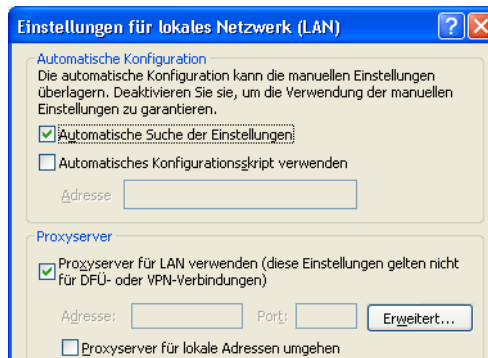 Einstellungen für lokales Netzwerk (LAN)
Automatische Konfiguration
Die automatische Konfiguration kann die manuellen Einstellungen
überlagern. Deaktivieren Sie sie, um die Verwendung der manuellen
Einstellungen zu garantieren.
Automatische Suche der Einstellungen
Automatisches Konfigurationsskript verwenden
Adresse
Proxyserver
Proxyserver für LAN verwenden (diese Einstellungen gelten nicht
für DFÜ- oder VPN-Verbindungen)
Adresse: Port: Erweitert...
Proxyserver für lokale Adressen umgehen